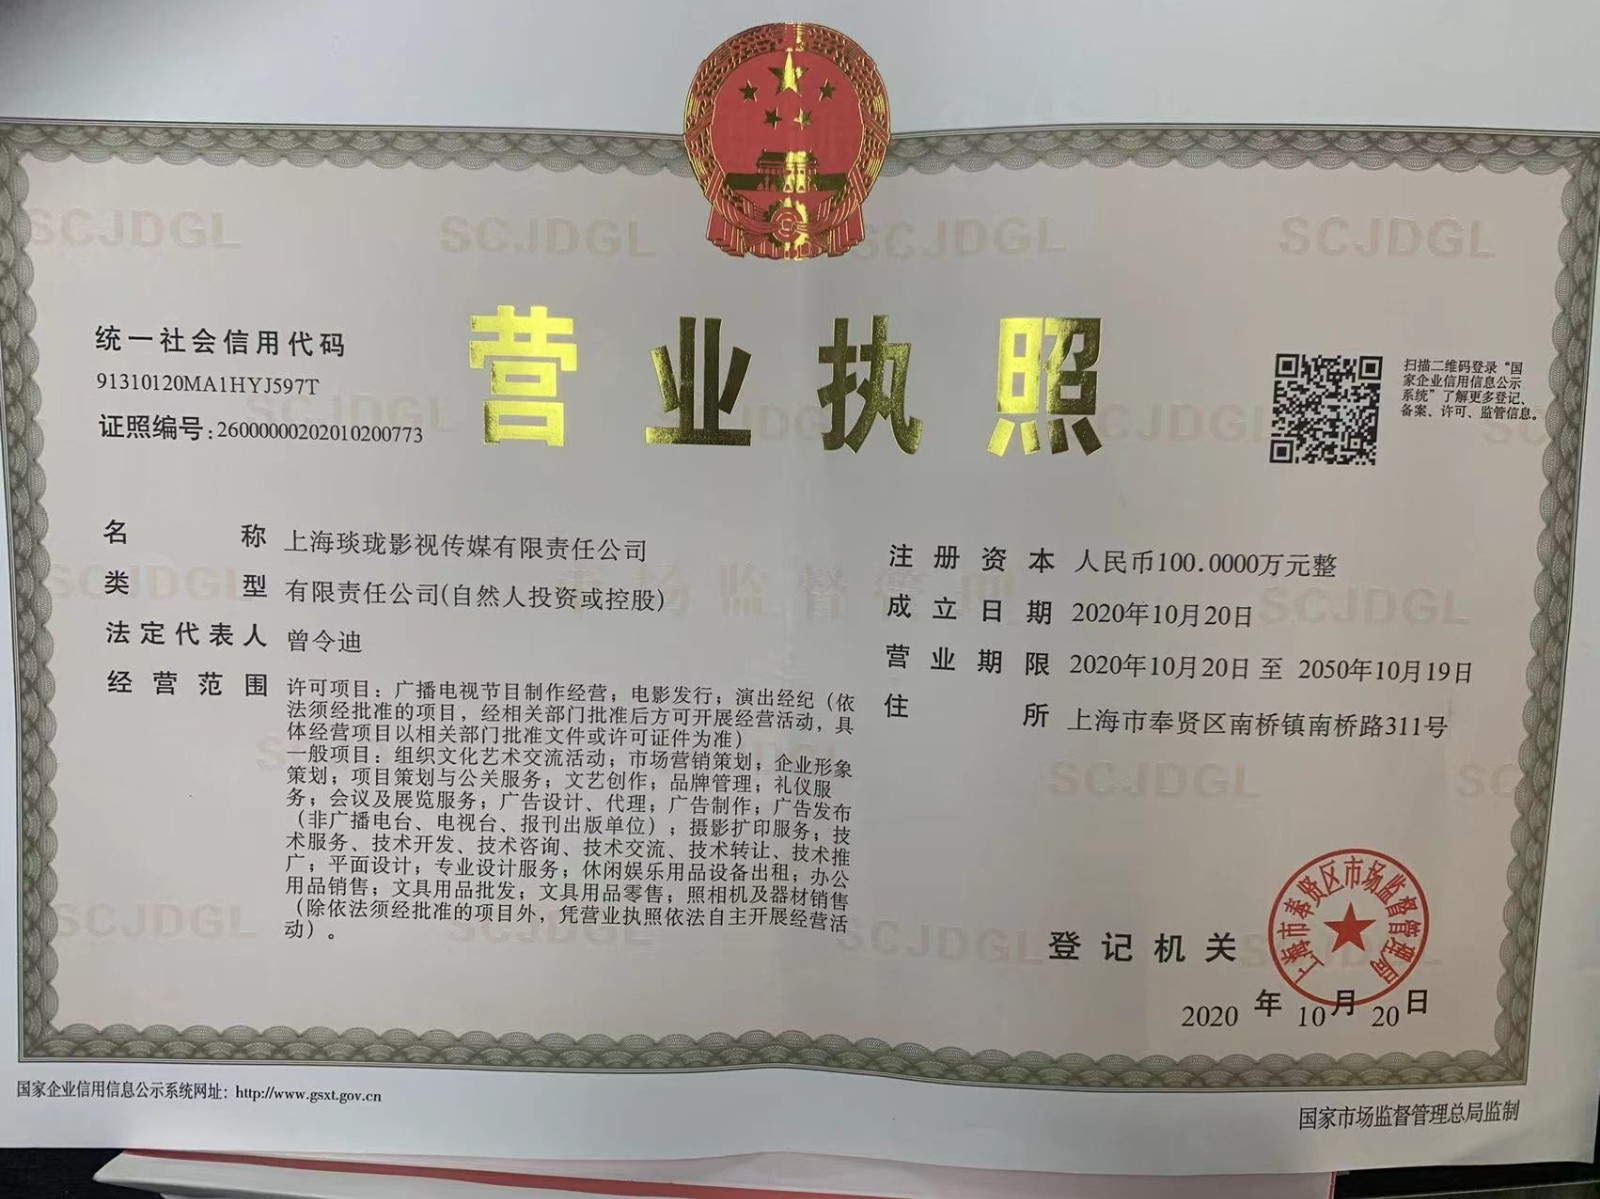 统一社会信用代码
91310120MA1HYJ597T
证照编号:26000000202010200773
营业执照
扫描二维码登录“国
家企业信用信息公示
系统”了解更多登记、
备案、许可、监管信息。
名称 上海琰珑影视传媒有限责任公司
类型 有限责任公司(自然人投资或控股)
法定代表人 曾令迪
经营范围 许可项目：广播电视节目制作经营；电影发行；演出经纪（依
法须经批准的项目，经相关部门批准后方可开展经营活动，具
体经营项目以相关部门批准文件或许可证件为准）
一般项目：组织文化艺术交流活动；市场营销策划；企业形象
策划；项目策划与公关服务；文艺创作；品牌管理；礼仪服
务；会议及展览服务；广告设计、代理；广告制作；广告发布
（非广播电台、电视台、报刊出版单位）；摄影扩印服务；技
术服务、技术开发、技术咨询、技术交流、技术转让、技术推
广；平面设计；专业设计服务；休闲娱乐用品设备出租；办公
用品销售；文具用品批发；文具用品零售；照相机及器材销售
（除依法须经批准的项目外，凭营业执照依法自主开展经营活
动）。
注册资本 人民币100.0000万元整
成立日期 2020年10月20日
营业期限 2020年10月20日 至 2050年10月19日
住所 上海市奉贤区南桥镇南桥路311号
登记机关
上海市奉贤区市场监督管理局
2020 年 10 月 20 日
国家企业信用信息公示系统网址：http://www.gsxt.gov.cn
国家市场监督管理总局监制